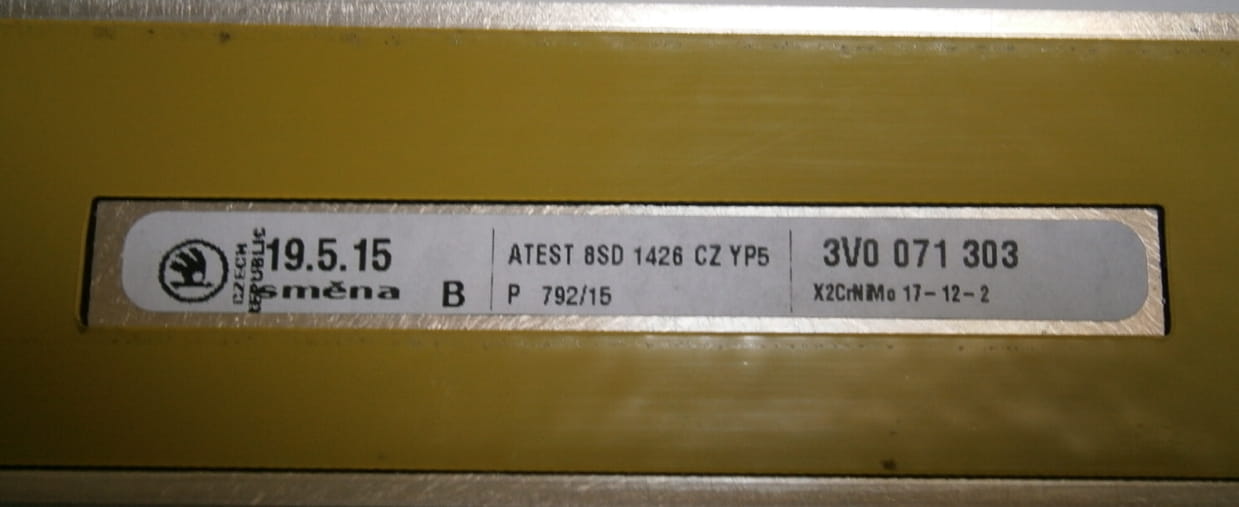 CZECH
REPUBLIC
19.5.15
směna B
ATEST 8SD 1426 CZ YP5
P 792/15
3V0 071 303
X2CrNiMo 17-12-2